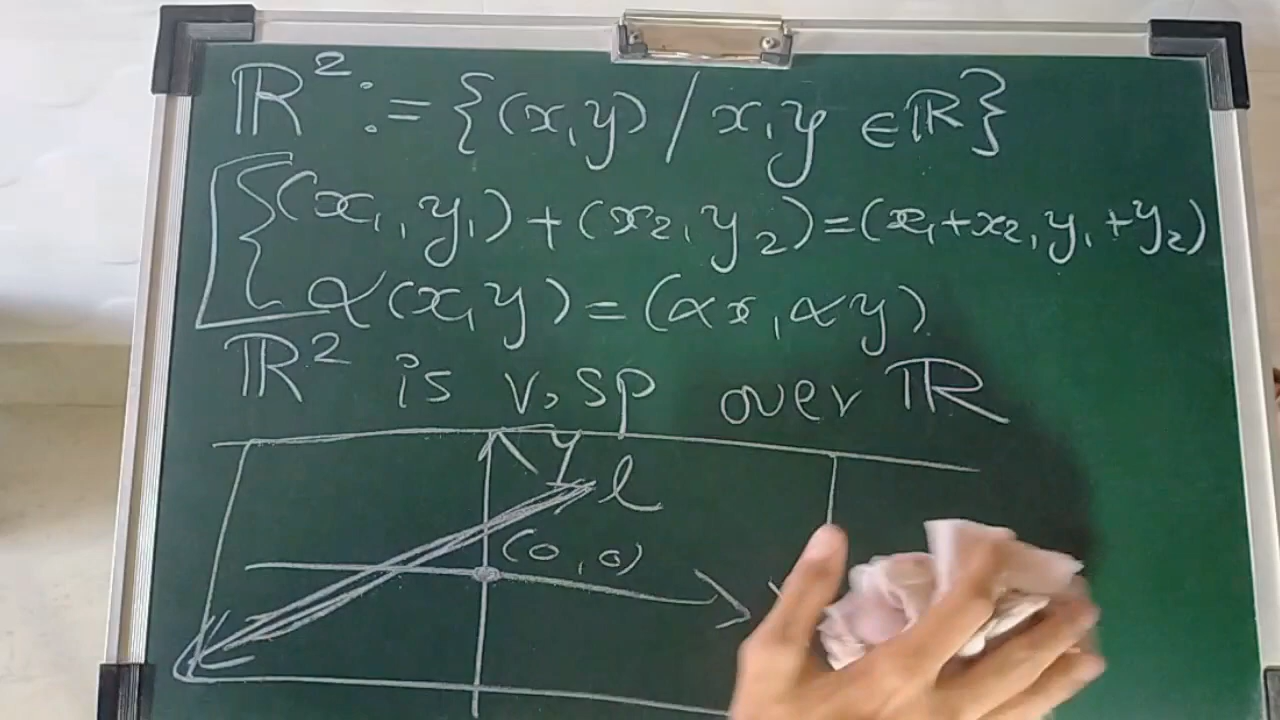 ℝ² := {(x,y) / x,y ∈ ℝ}
(x₁,y₁)+(x₂,y₂)=(x₁+x₂,y₁+y₂)
α(x,y)=(αx,αy)
ℝ² is v.sp over ℝ
y
l
(0,0)